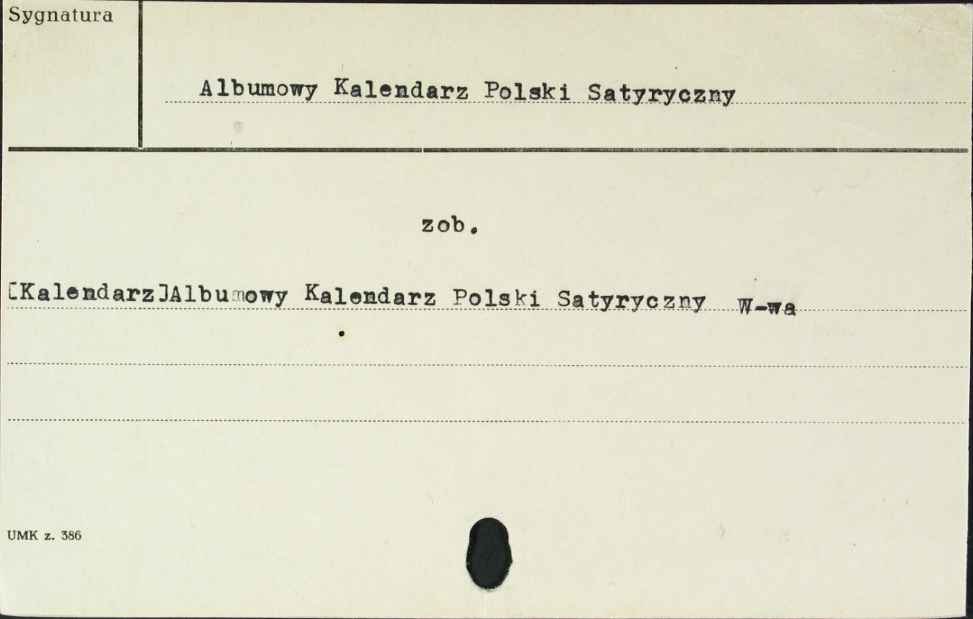 Sygnatura
Albumowy Kalendarz Polski Satyryczny
zob.
[Kalendarz]Albumowy Kalendarz Polski Satyryczny W-wa
UMK z. 386